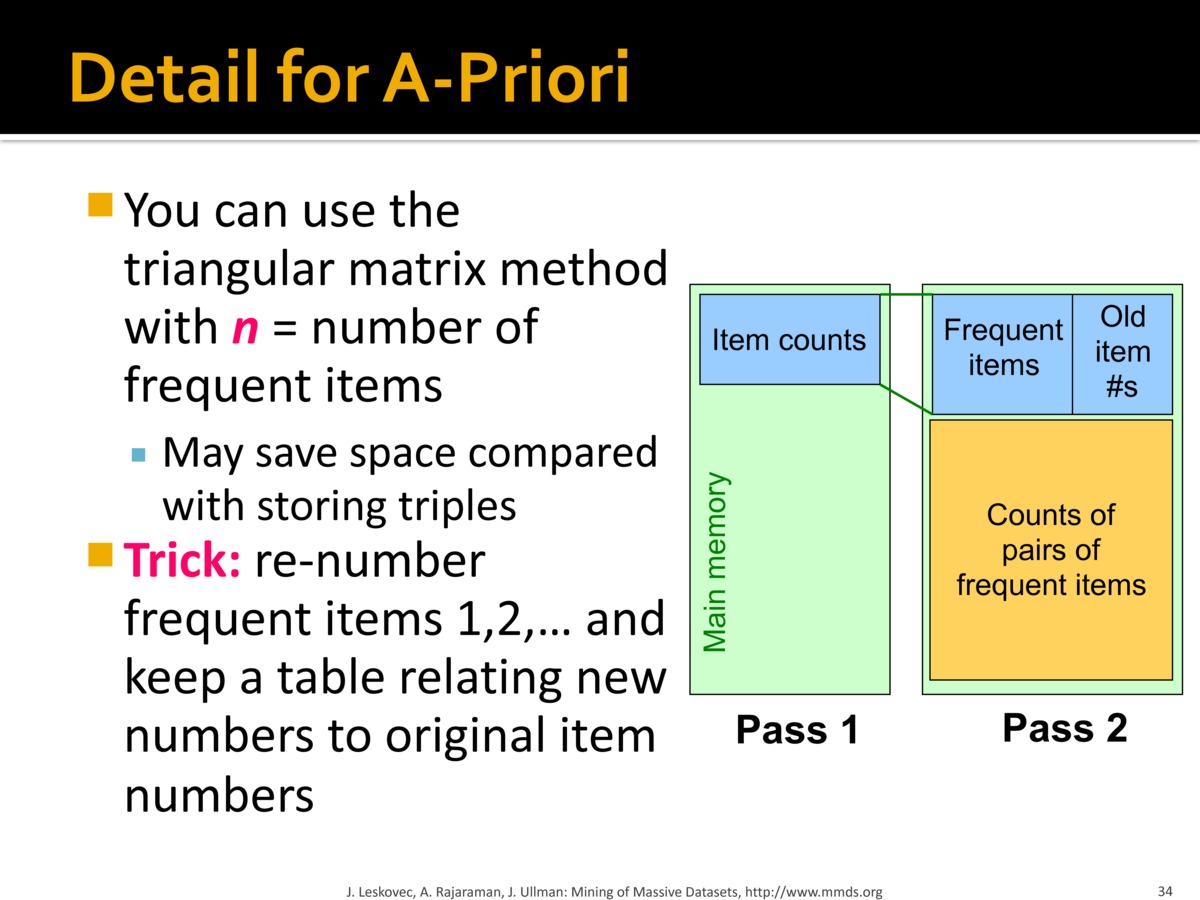 Detail for A-Priori
You can use the
triangular matrix method
with n = number of
frequent items
May save space compared
with storing triples
Trick: re-number
frequent items 1,2,… and
keep a table relating new
numbers to original item
numbers
Item counts
Main memory
Pass 1
Frequent
items
Old
item
#s
Counts of
pairs of
frequent items
Pass 2
J. Leskovec, A. Rajaraman, J. Ullman: Mining of Massive Datasets, http://www.mmds.org
34